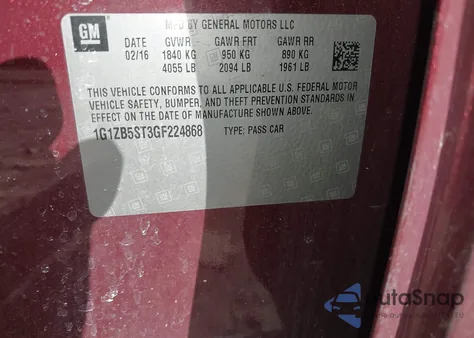 GM
MFD BY GENERAL MOTORS LLC
DATE GVWR GAWR FRT GAWR RR
02/16 1840 KG 950 KG 890 KG
4055 LB 2094 LB 1961 LB
THIS VEHICLE CONFORMS TO ALL APPLICABLE U.S. FEDERAL MOTOR
VEHICLE SAFETY, BUMPER, AND THEFT PREVENTION STANDARDS IN
EFFECT ON THE DATE OF MANUFACTURE SHOWN ABOVE.
1G1ZB5ST3GF224868 TYPE: PASS CAR
AutoSnap